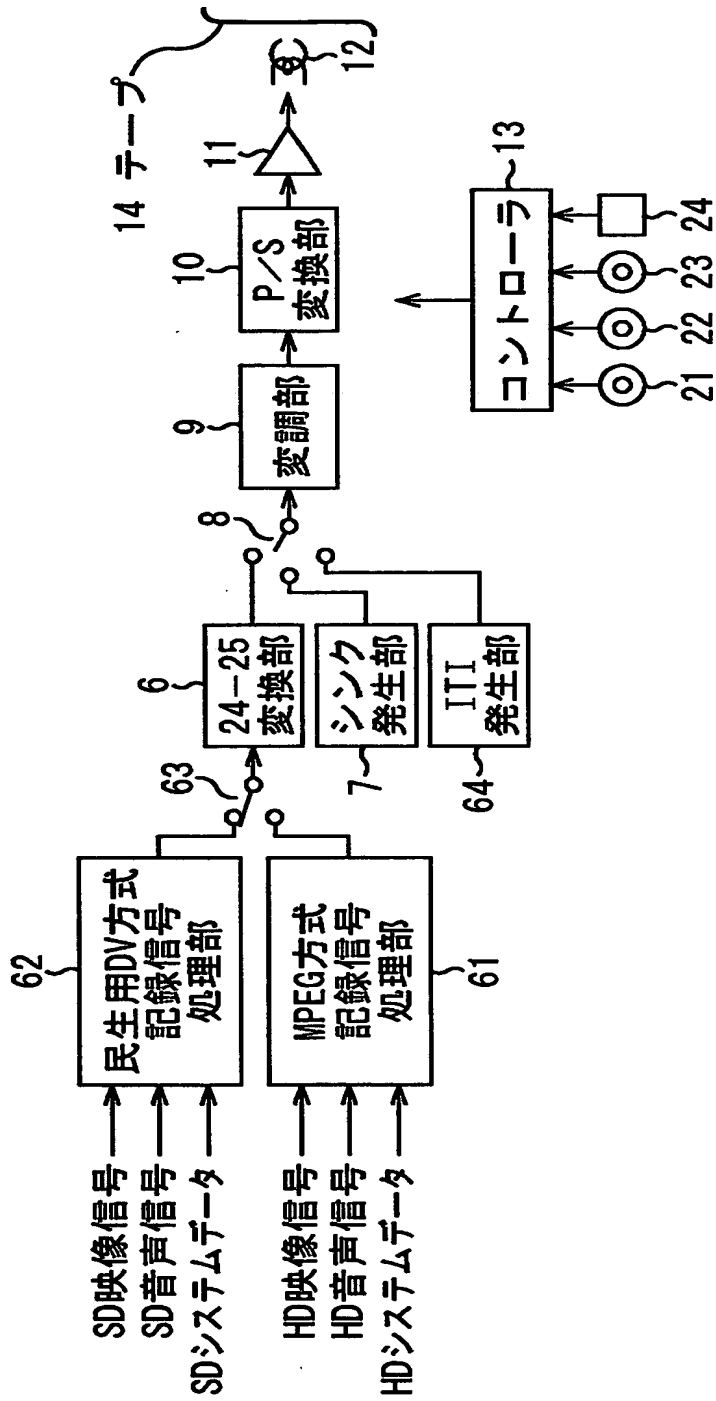 SD映像信号
SD音声信号
SDシステムデータ
62
民生用DV方式
記録信号
処理部
HD映像信号
HD音声信号
HDシステムデータ
MPEG方式
記録信号
処理部
61
63
6
24-25
変換部
シンク
発生部
7
ITI
発生部
64
8
9
変調部
10
P/S
変換部
11
12
14 テープ
13
コントローラ
21
22
23
24